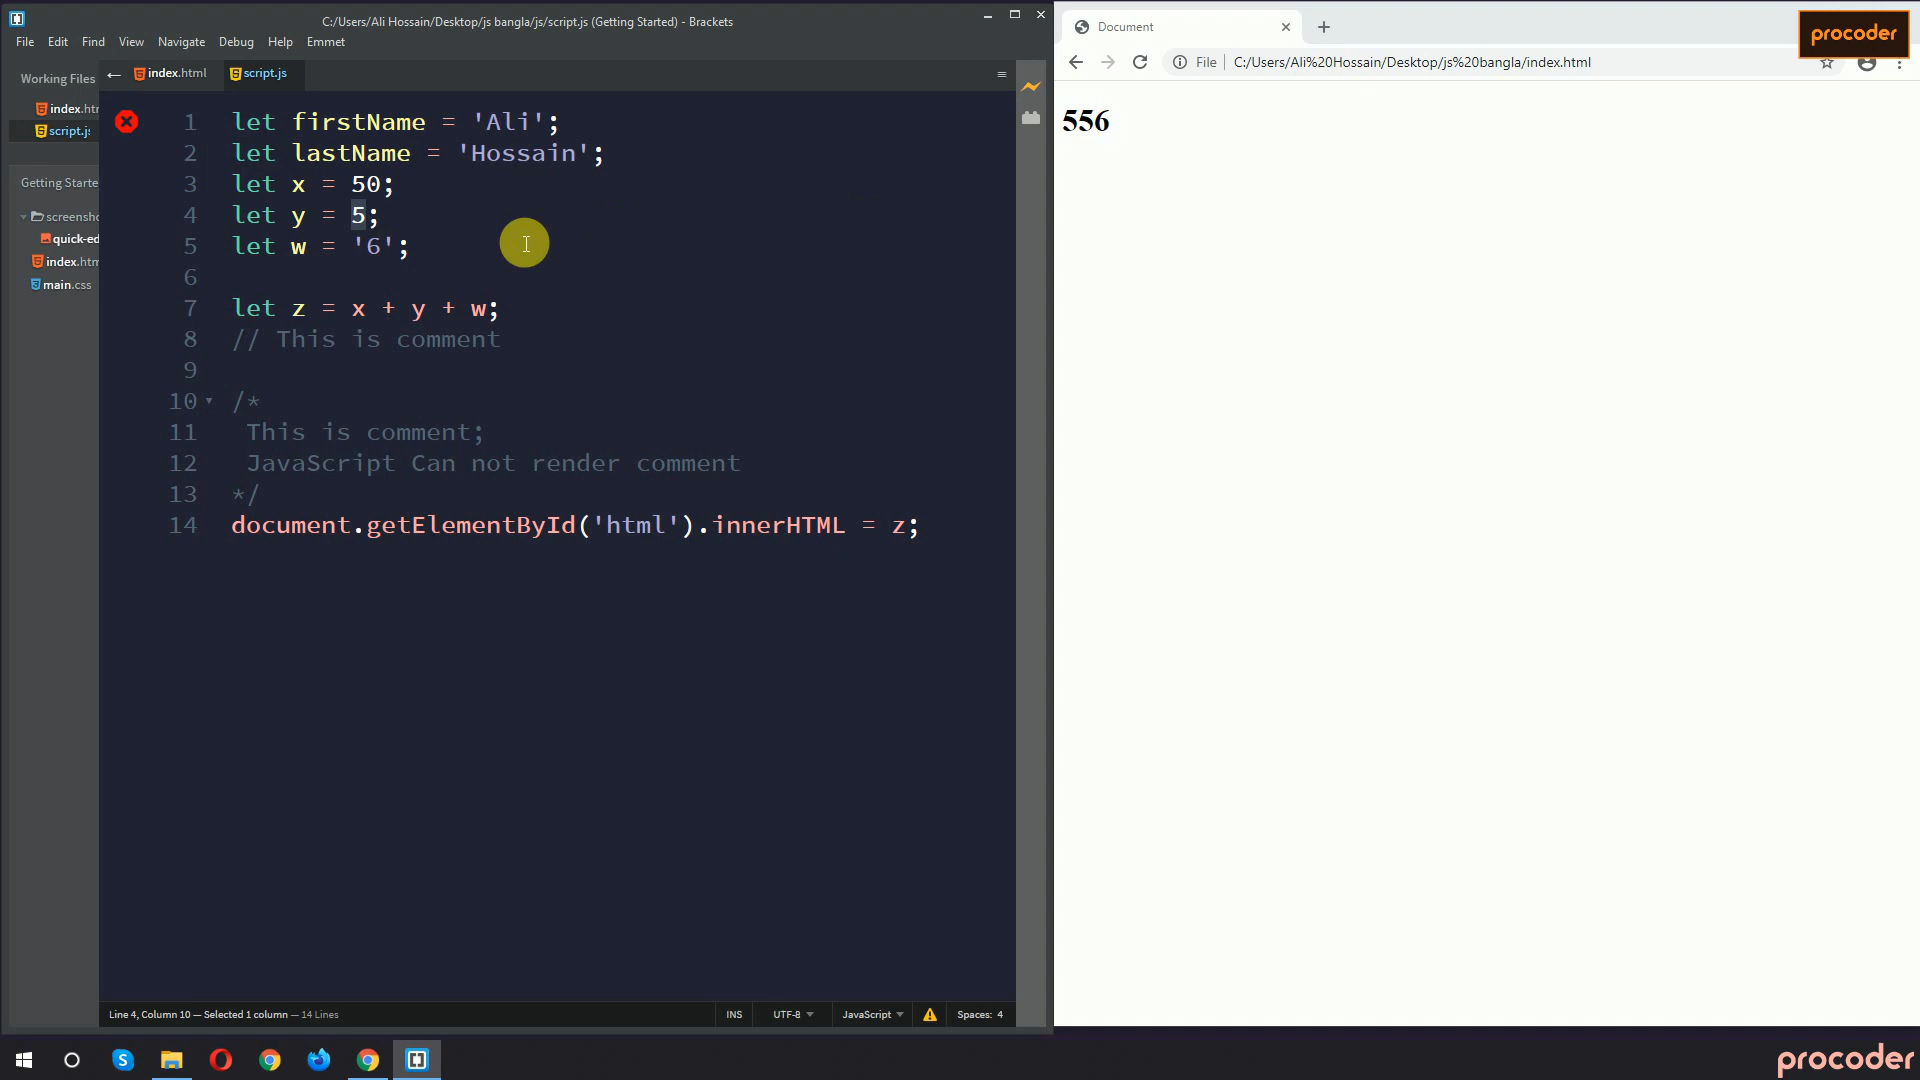 C:/Users/Ali Hossain/Desktop/js bangla/js/script.js (Getting Started) - Brackets
File Edit Find View Navigate Debug Help Emmet
Working Files
index.htm
script.js
Getting Starte
screensho
quick-ed
index.htm
main.css
index.html script.js
1 let firstName = 'Ali';
2 let lastName = 'Hossain';
3 let x = 50;
4 let y = 5;
5 let w = '6';
6
7 let z = x + y + w;
8 // This is comment
9
10 /*
11 This is comment;
12 JavaScript Can not render comment
13 */
14 document.getElementById('html').innerHTML = z;
Line 4, Column 10 — Selected 1 column — 14 Lines
INS UTF-8 JavaScript Spaces: 4
Document
File C:/Users/Ali%20Hossain/Desktop/js%20bangla/index.html
procoder
556
procoder